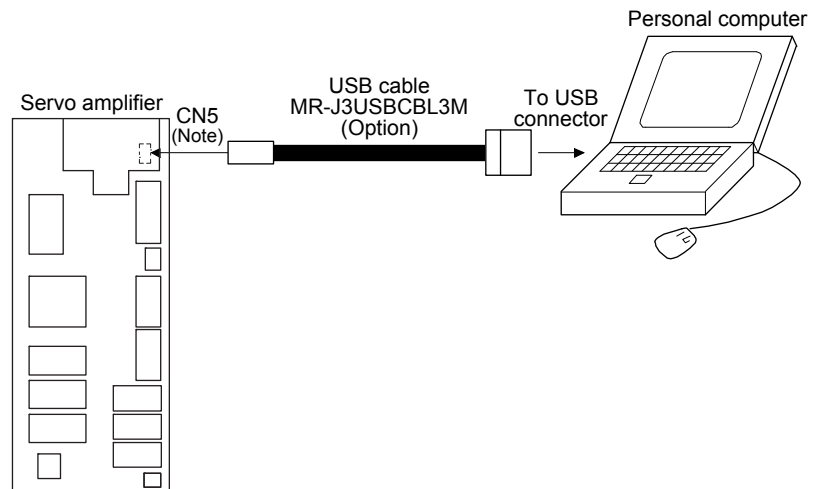 Personal computer
USB cable
MR-J3USBCBL3M
(Option)
To USB
connector
Servo amplifier
CN5
(Note)